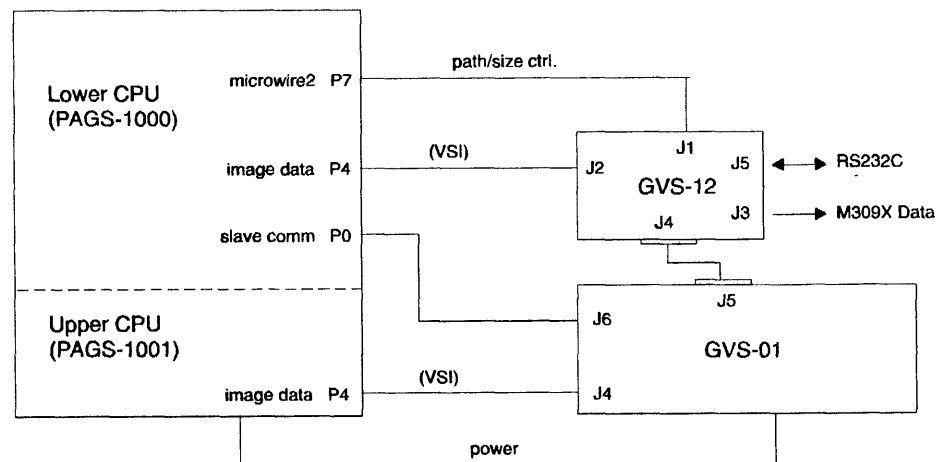 path/size ctrl.
microwire2 P7
Lower CPU
(PAGS-1000)
(VSI)
image data P4
slave comm P0
J1
J2
J5
RS232C
GVS-12
J3
M309X Data
J4
Upper CPU
(PAGS-1001)
image data P4
(VSI)
J5
J6
GVS-01
J4
power